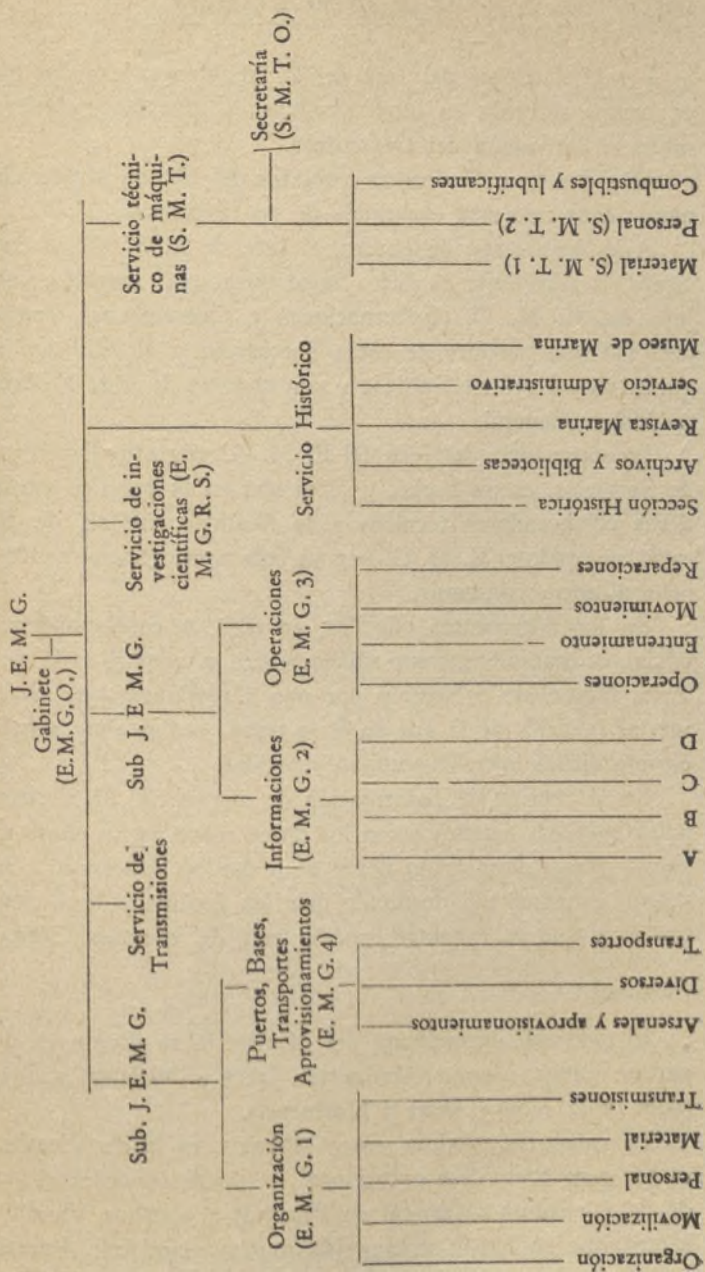 J. E. M. G.
Gabinete
(E. M. G. O.)
Sub. J. E. M. G.
Servicio de
Transmisiones
Sub J. E M. G.
Servicio de in-
vestigaciones
científicas (E.
M. G. R. S.)
Servicio Histórico
Servicio técni-
co de máqui-
nas (S. M. T.)
Secretaría
(S. M. T. O.)
Organización
(E. M. G. 1)
Puertos, Bases,
Transportes
Aprovisionamientos
(E. M. G. 4)
Informaciones
(E. M. G. 2)
Operaciones
(E. M. G. 3)
Organización
Movilización
Personal
Material
Transmisiones
Arsenales y aprovisionamientos
Diversos
Transportes
A
B
C
D
Operaciones
Entrenamiento
Movimientos
Reparaciones
Sección Histórica
Archivos y Bibliotecas
Revista Marina
Servicio Administrativo
Museo de Marina
Material (S. M. T. 1)
Personal (S. M. T. 2)
Combustibles y lubrificantes